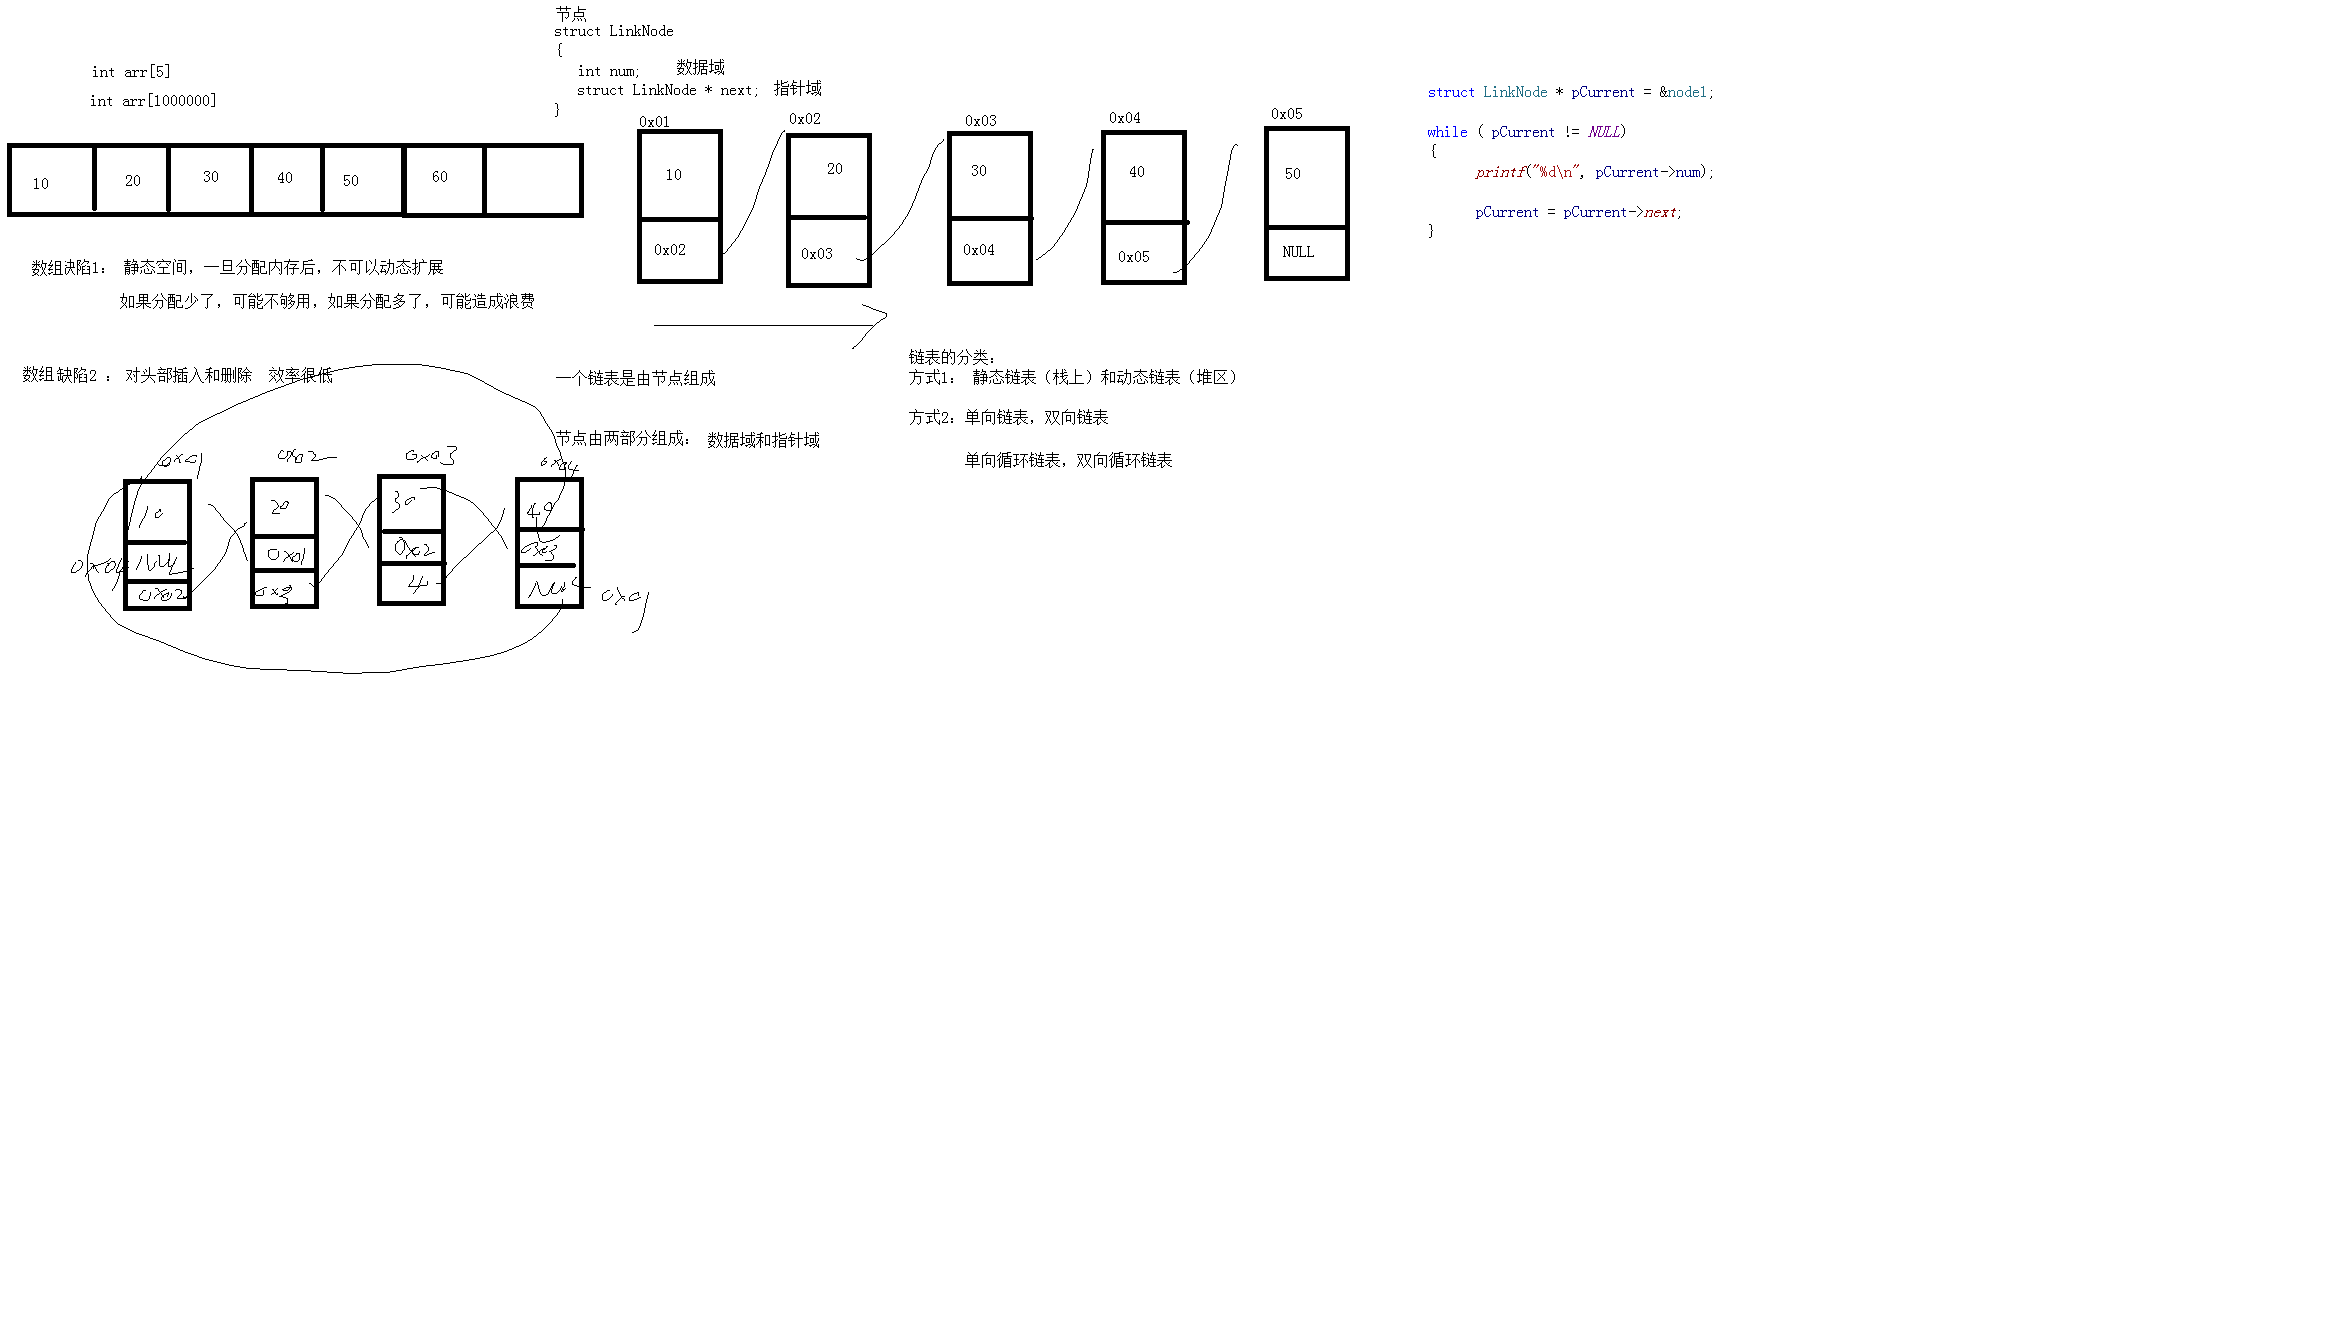 int arr[5]
int arr[1000000]
10 20 30 40 50 60
数组缺陷1： 静态空间，一旦分配内存后，不可以动态扩展
如果分配少了，可能不够用，如果分配多了，可能造成浪费
数组缺陷2 ： 对头部插入和删除 效率很低
节点
struct LinkNode
{
int num; 数据域
struct LinkNode * next; 指针域
}
0x01 0x02 0x03 0x04 0x05
10 20 30 40 50
0x02 0x03 0x04 0x05 NULL
一个链表是由节点组成
节点由两部分组成： 数据域和指针域
链表的分类：
方式1： 静态链表（栈上）和动态链表（堆区）
方式2：单向链表，双向链表
单向循环链表，双向循环链表
struct LinkNode * pCurrent = &node1;
while ( pCurrent != NULL)
{
printf("%d\n", pCurrent->num);
pCurrent = pCurrent->next;
}
0x01 0x02 0x03 0x04
10 20 30 40
0x04 NULL 0x01 0x02 0x03
0x02 0x3 4 NULL 0x01